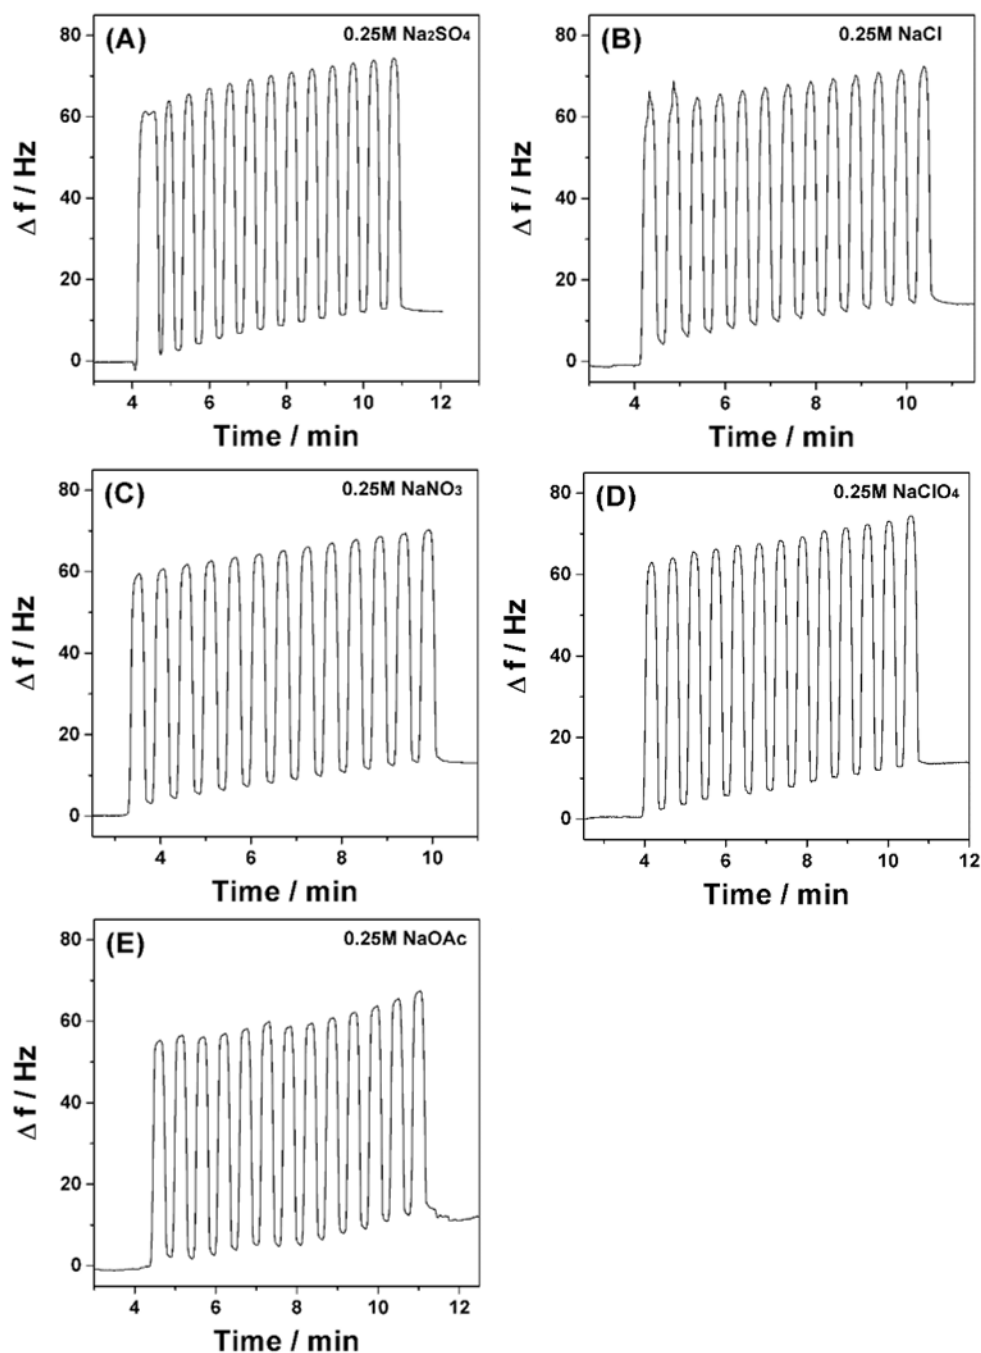 (A) 0.25M Na₂SO₄
80
60
40
20
0
Δ f / Hz
4 6 8 10 12
Time / min
(B) 0.25M NaCl
80
60
40
20
0
Δ f / Hz
4 6 8 10
Time / min
(C) 0.25M NaNO₃
80
60
40
20
0
Δ f / Hz
4 6 8 10
Time / min
(D) 0.25M NaClO₄
80
60
40
20
0
Δ f / Hz
4 6 8 10 12
Time / min
(E) 0.25M NaOAc
80
60
40
20
0
Δ f / Hz
4 6 8 10 12
Time / min